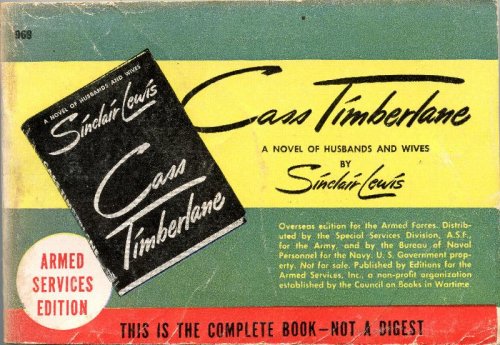 968
A NOVEL OF HUSBANDS AND WIVES
Sinclair Lewis
Cass
Timberlane
Cass Timberlane
A NOVEL OF HUSBANDS AND WIVES
BY
Sinclair Lewis
Overseas edition for the Armed Forces. Distrib-
uted by the Special Services Division, A.S.F.,
for the Army, and by the Bureau of Naval
Personnel for the Navy. U. S. Government prop-
erty. Not for sale. Published by Editions for the
Armed Services, Inc., a non-profit organization
established by the Council on Books in Wartime.
ARMED
SERVICES
EDITION
THIS IS THE COMPLETE BOOK—NOT A DIGEST